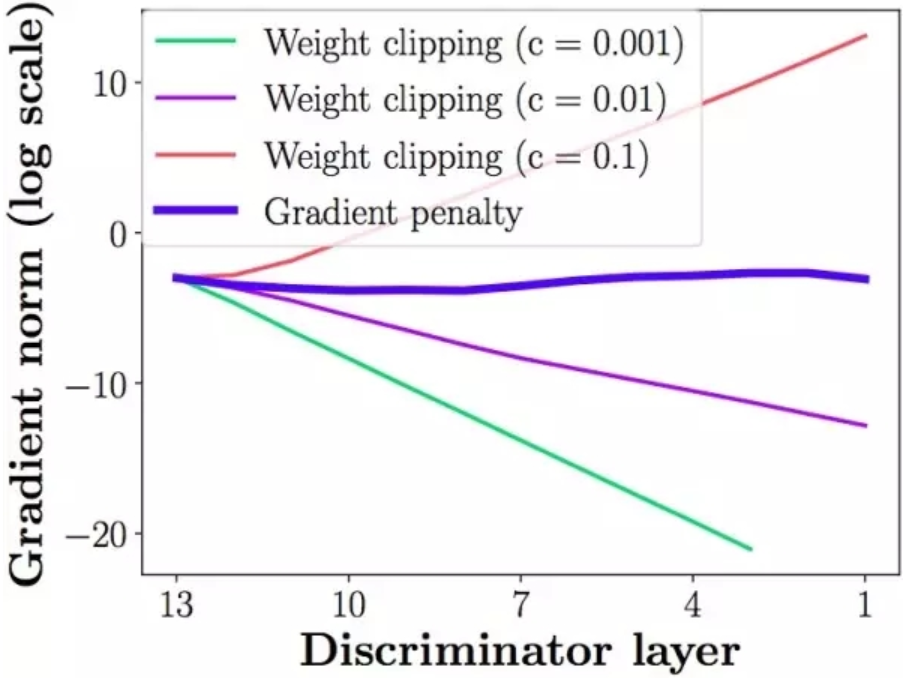 Weight clipping (c = 0.001)
Weight clipping (c = 0.01)
Weight clipping (c = 0.1)
Gradient penalty
Gradient norm (log scale)
10
0
−10
−20
13 10 7 4 1
Discriminator layer